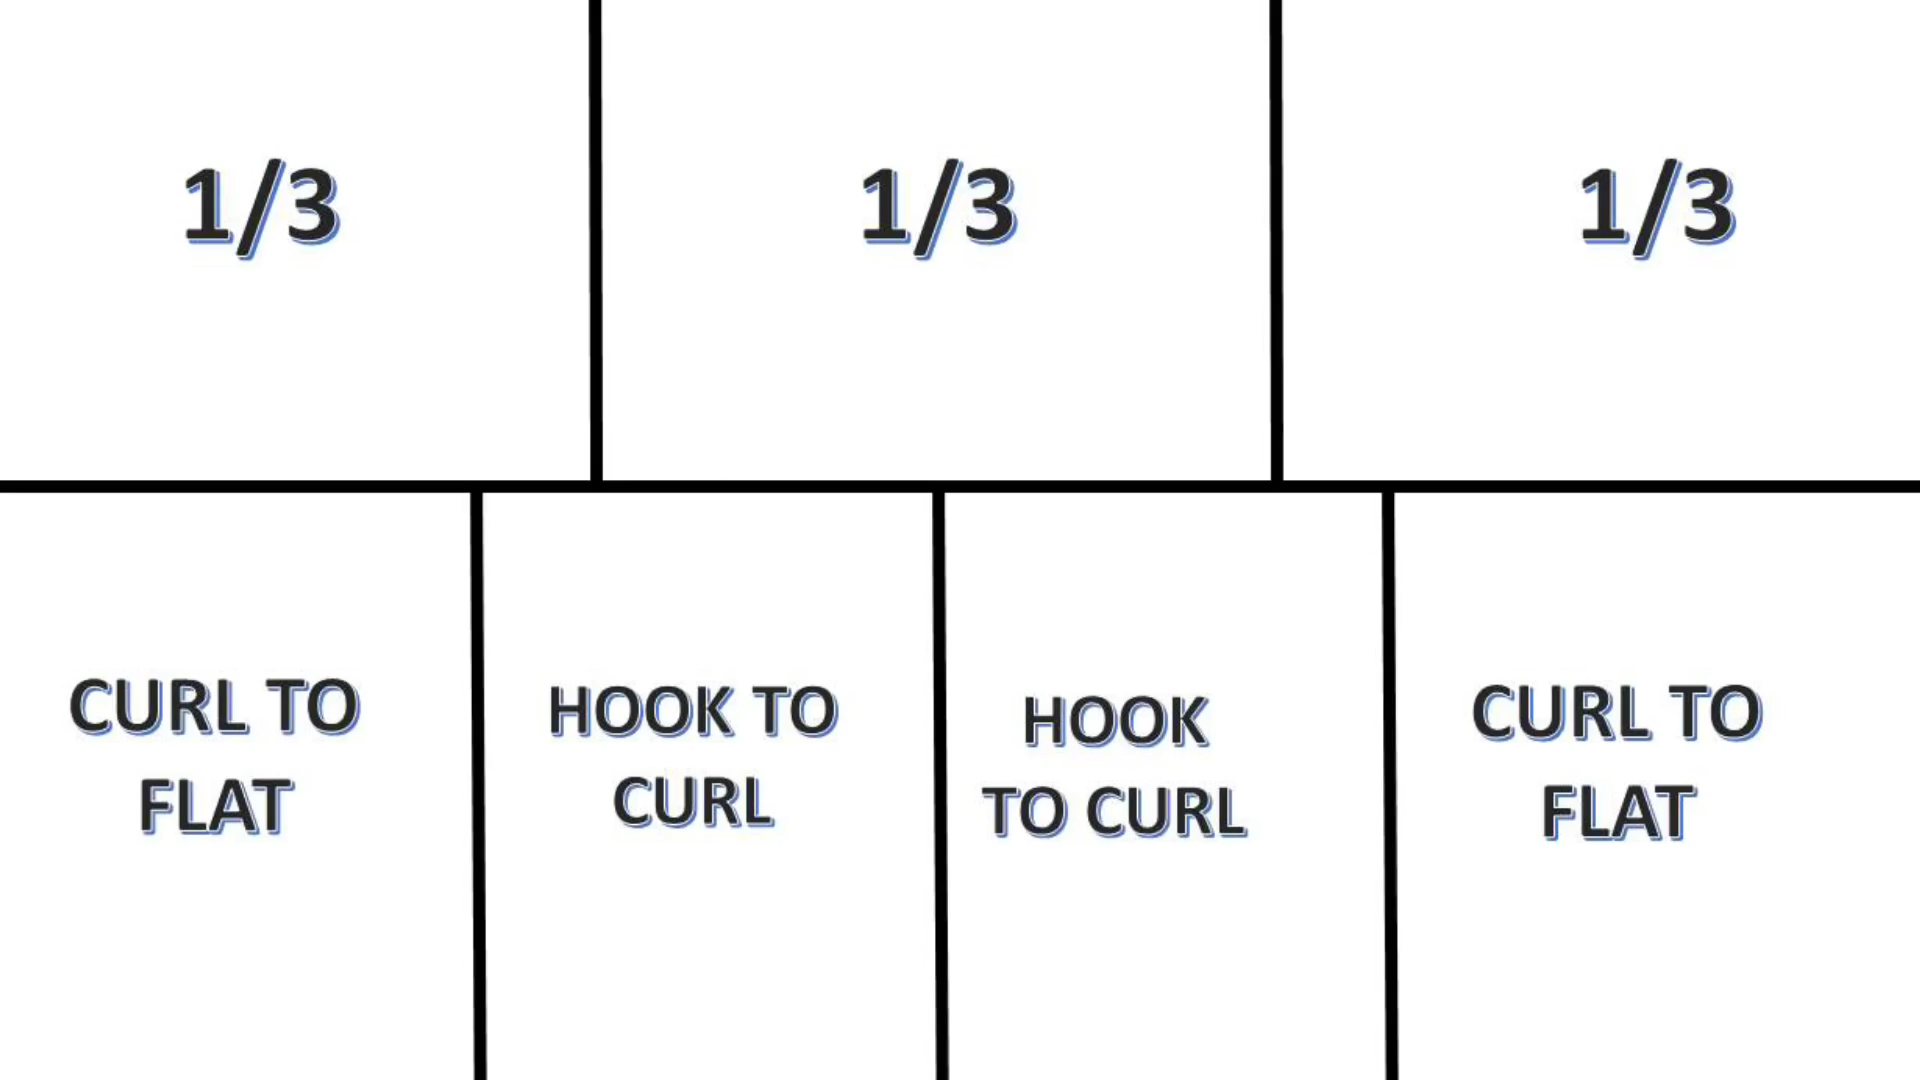 1/3
1/3
1/3
CURL TO
FLAT
HOOK TO
CURL
HOOK
TO CURL
CURL TO
FLAT